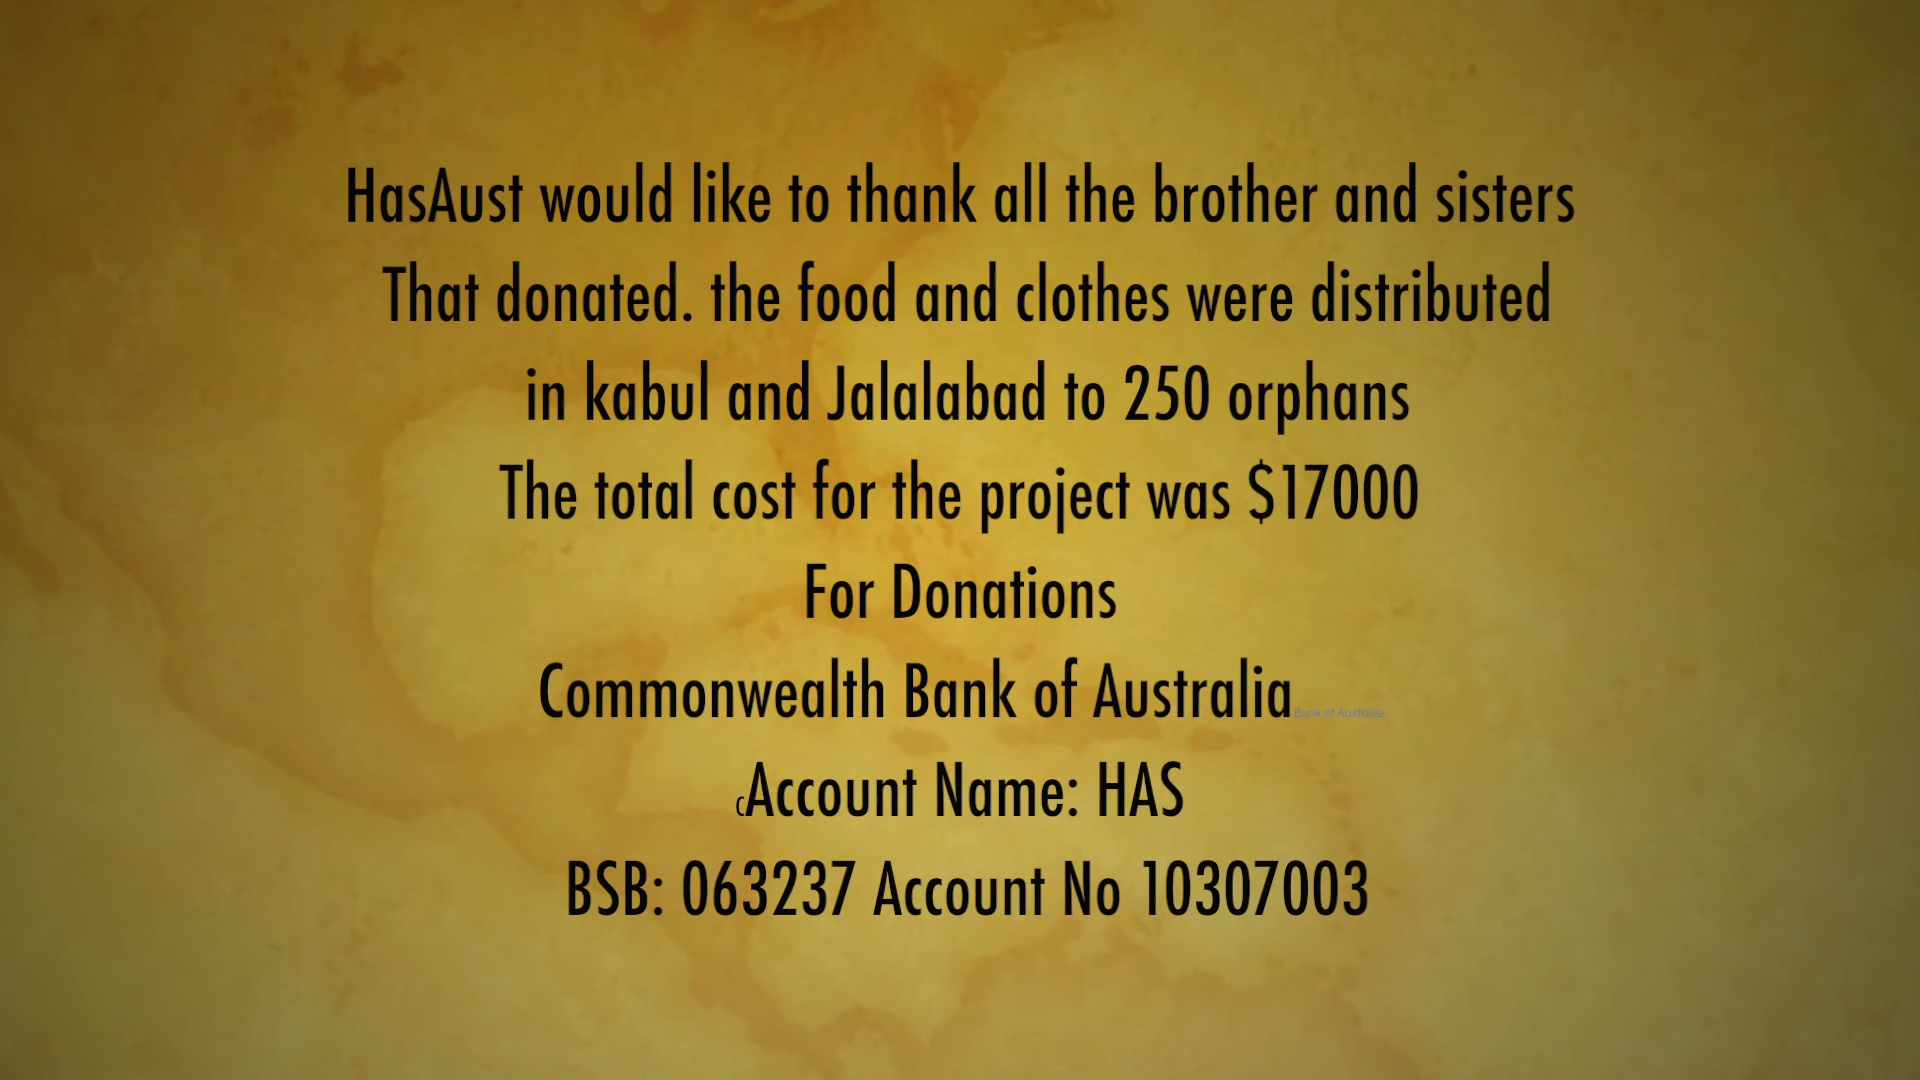 HasAust would like to thank all the brother and sisters
That donated. the food and clothes were distributed
in kabul and Jalalabad to 250 orphans
The total cost for the project was $17000
For Donations
Commonwealth Bank of Australia Bank of Australia
cAccount Name: HAS
BSB: 063237 Account No 10307003